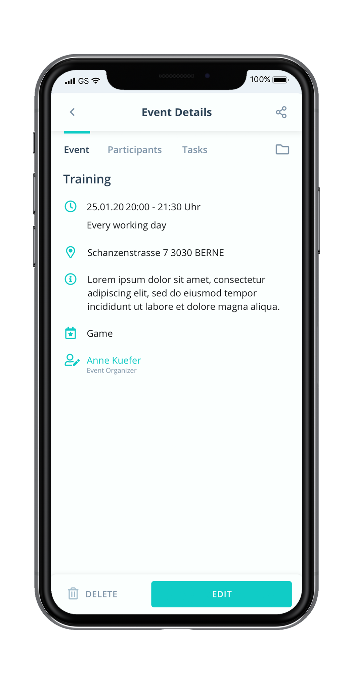 GS
100%
Event Details
Event Participants Tasks
Training
25.01.20 20:00 - 21:30 Uhr
Every working day
Schanzenstrasse 7 3030 BERNE
Lorem ipsum dolor sit amet, consectetur
adipiscing elit, sed do eiusmod tempor
incididunt ut labore et dolore magna aliqua.
Game
Anne Kuefer
Event Organizer
DELETE
EDIT